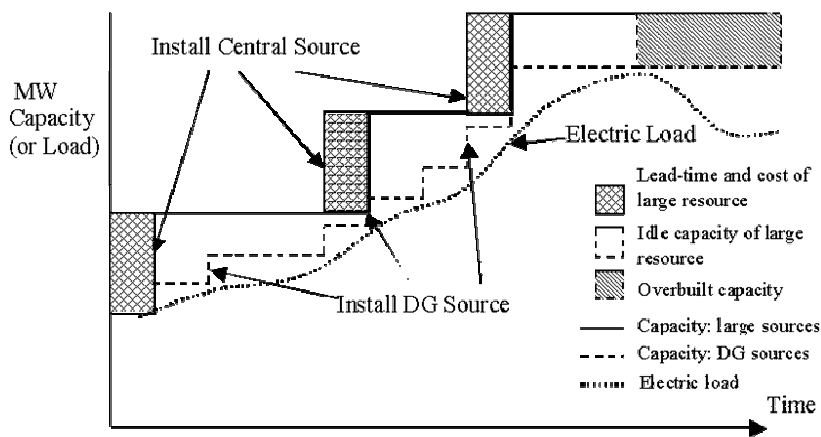 Install Central Source
MW
Capacity
(or Load)
Electric Load
Install DG Source
Lead-time and cost of
large resource
Idle capacity of large
resource
Overbuilt capacity
Capacity: large sources
Capacity: DG sources
Electric load
Time